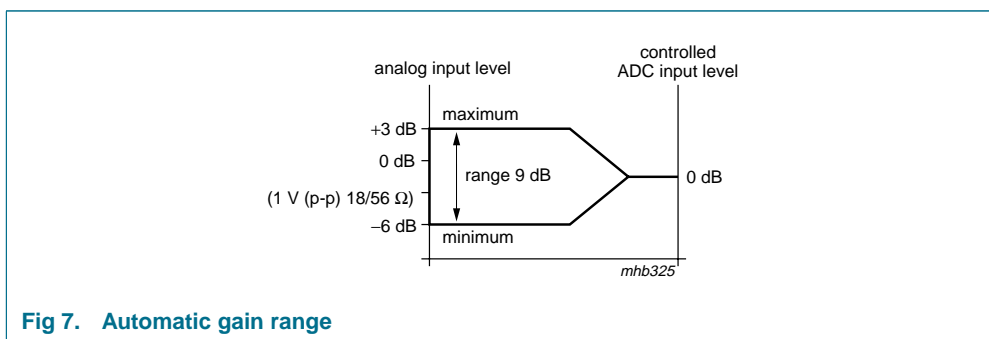 controlled
analog input level
ADC input level
maximum
+3 dB
0 dB
range 9 dB
0 dB
(1 V (p-p) 18/56 Ω)
−6 dB
minimum
mhb325
Fig 7. Automatic gain range